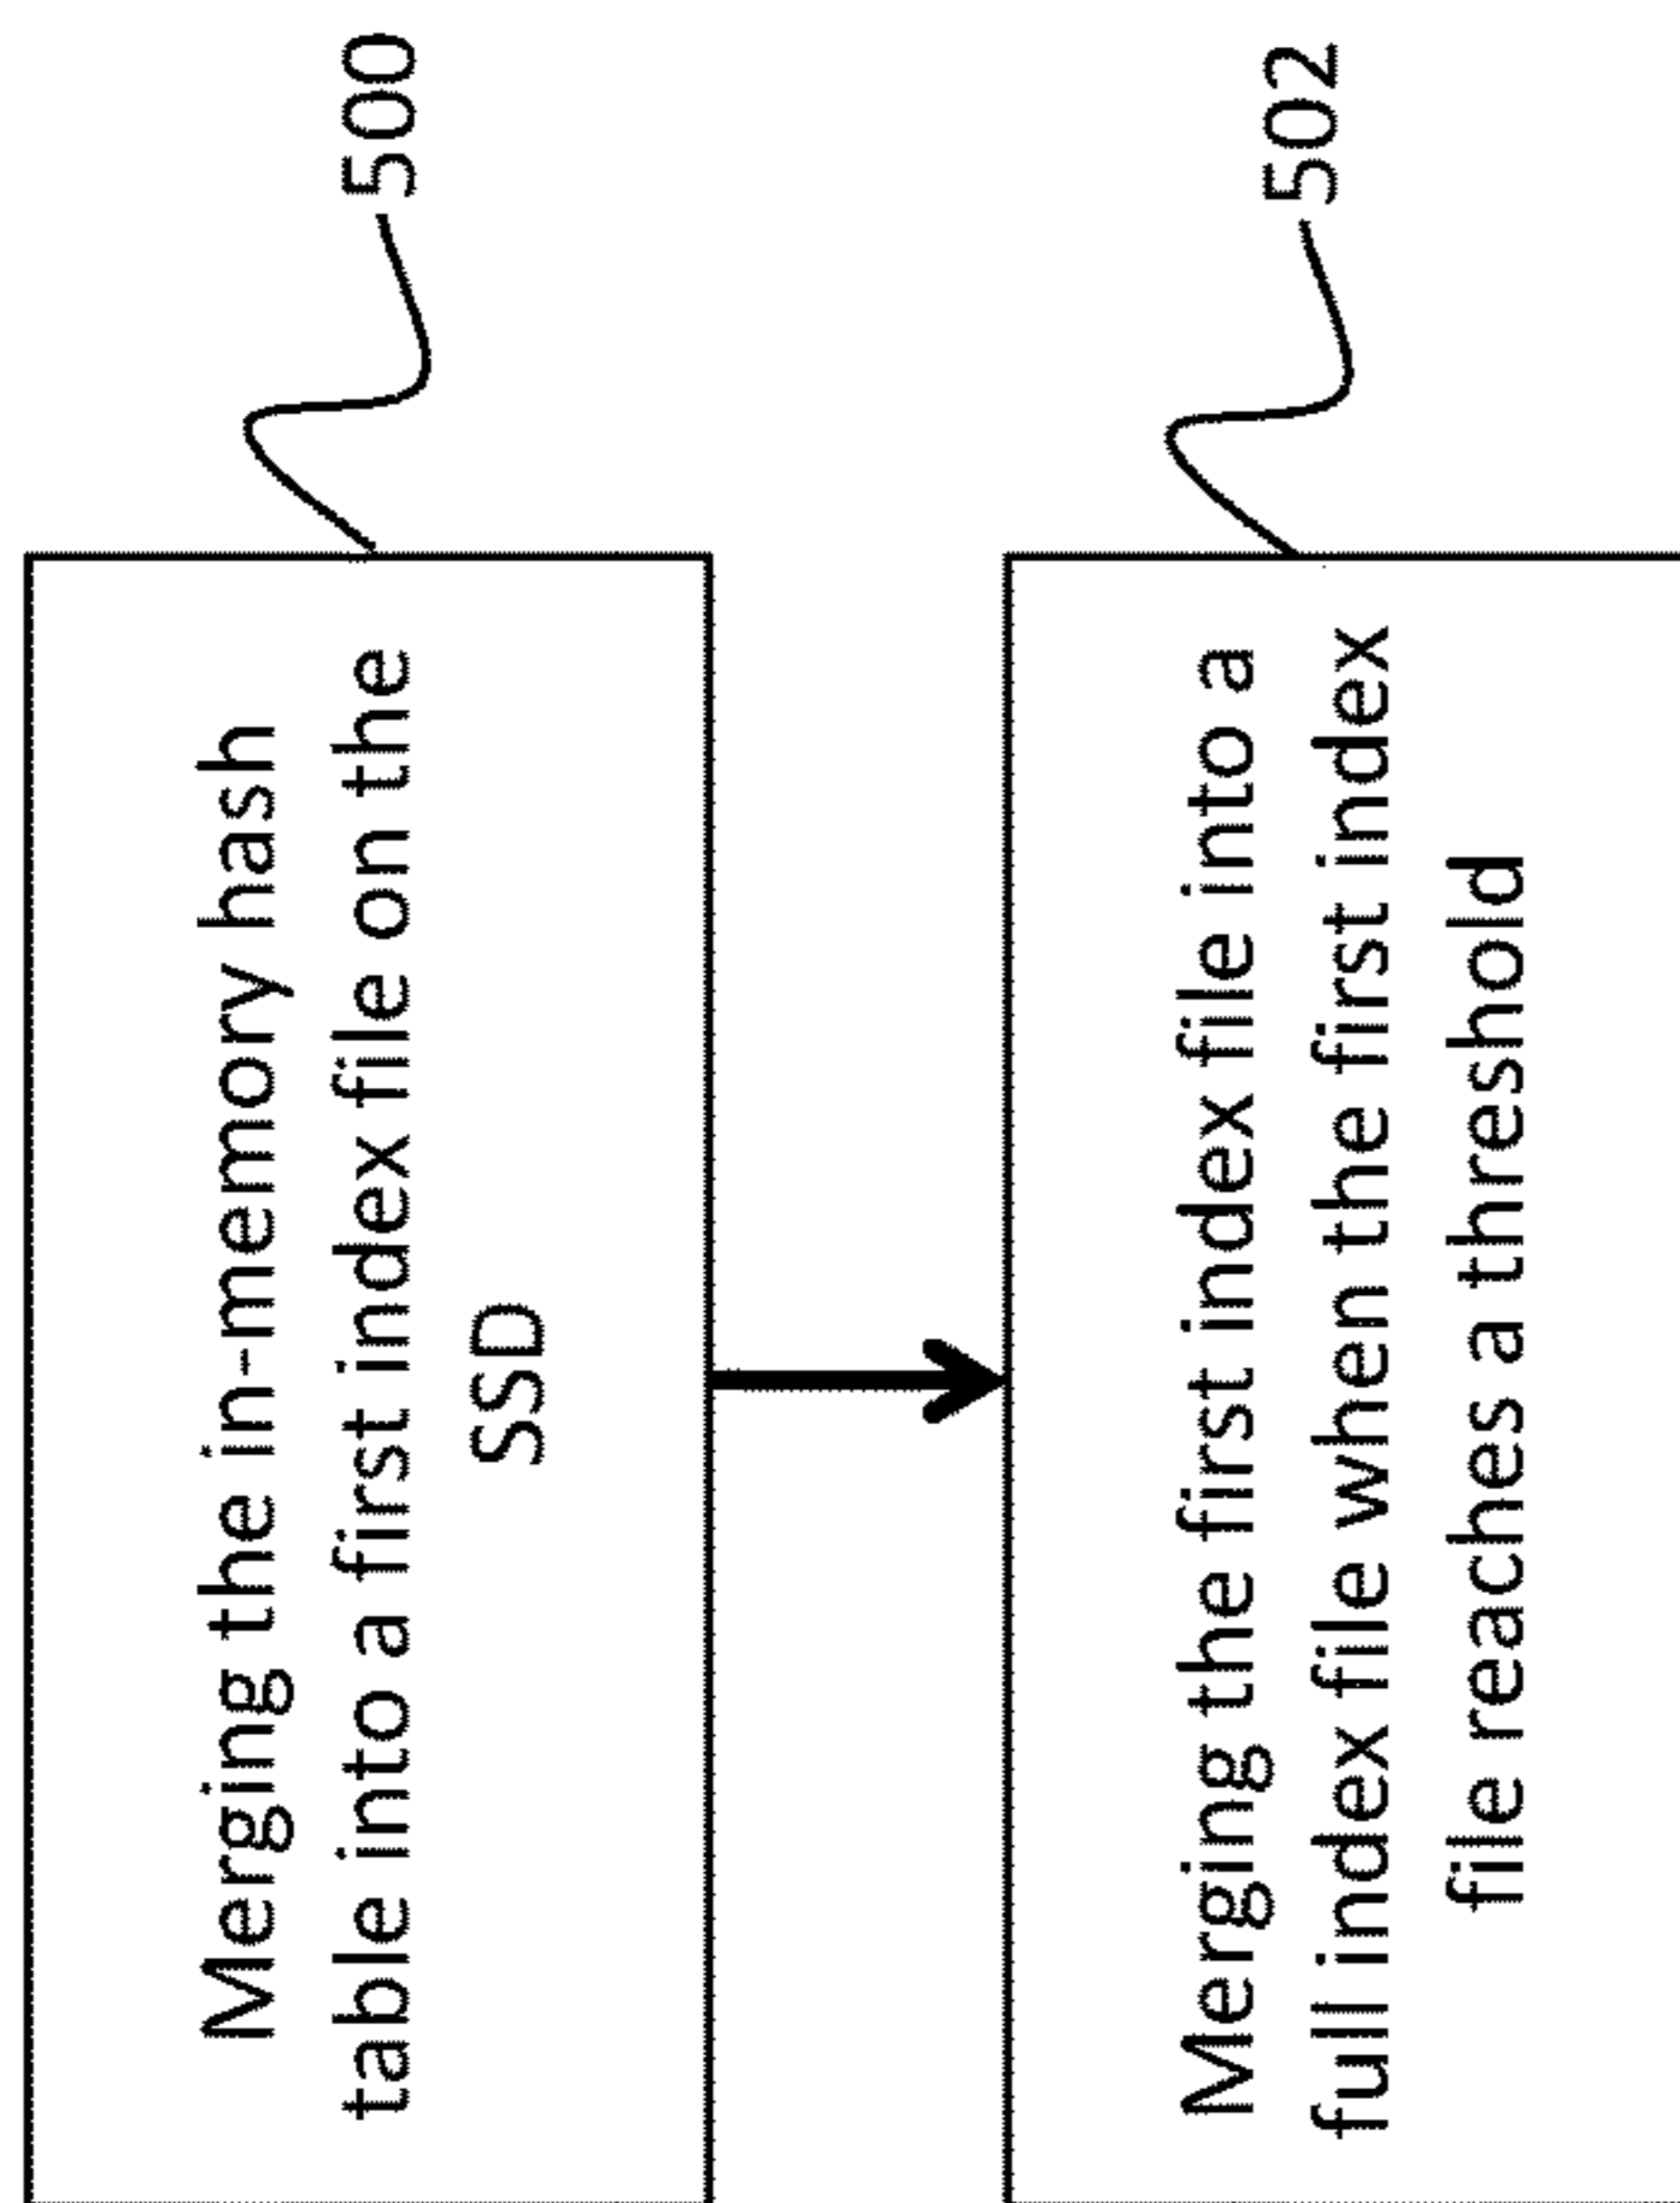 Merging the in-memory hash
table into a first index file on the
SSD
500
Merging the first index file into a
full index file when the first index
file reaches a threshold
502